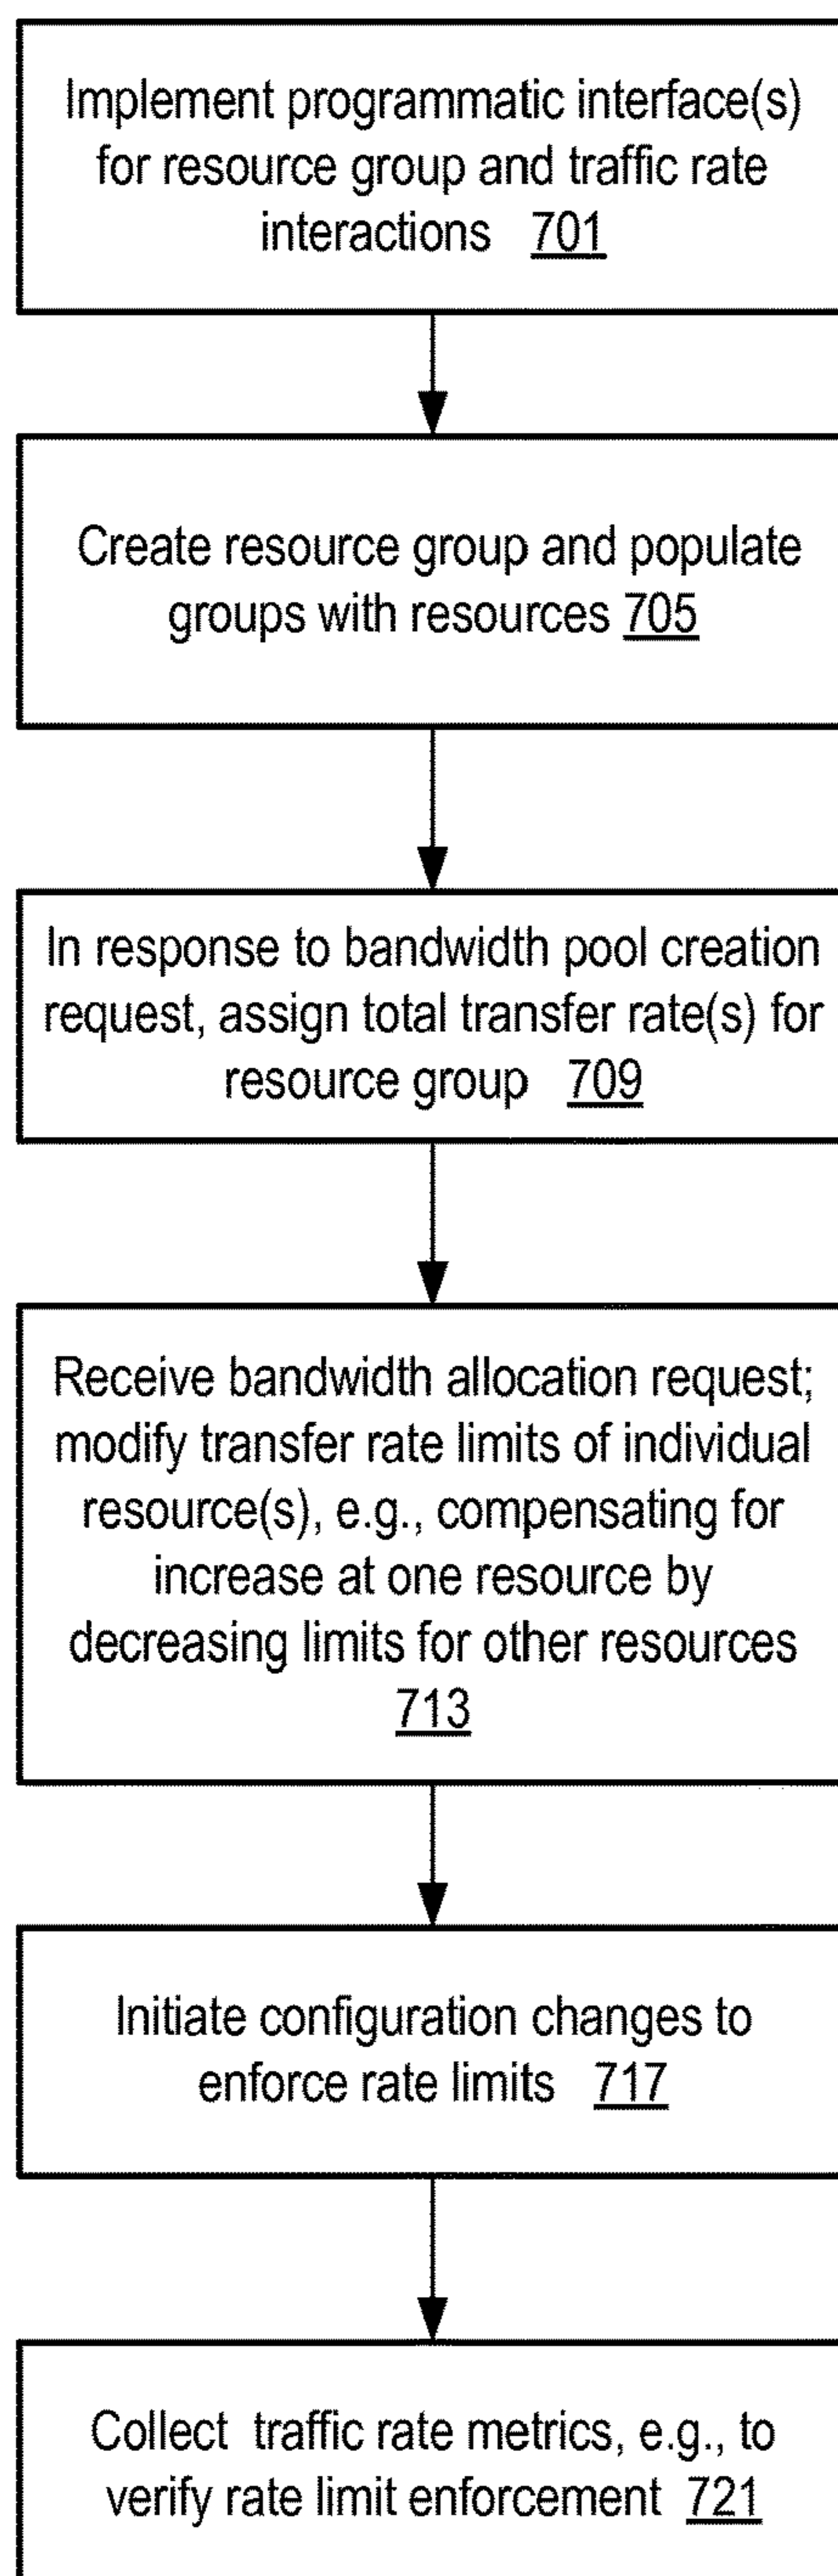 Implement programmatic interface(s)
for resource group and traffic rate
interactions 701
Create resource group and populate
groups with resources 705
In response to bandwidth pool creation
request, assign total transfer rate(s) for
resource group 709
Receive bandwidth allocation request;
modify transfer rate limits of individual
resource(s), e.g., compensating for
increase at one resource by
decreasing limits for other resources
713
Initiate configuration changes to
enforce rate limits 717
Collect traffic rate metrics, e.g., to
verify rate limit enforcement 721